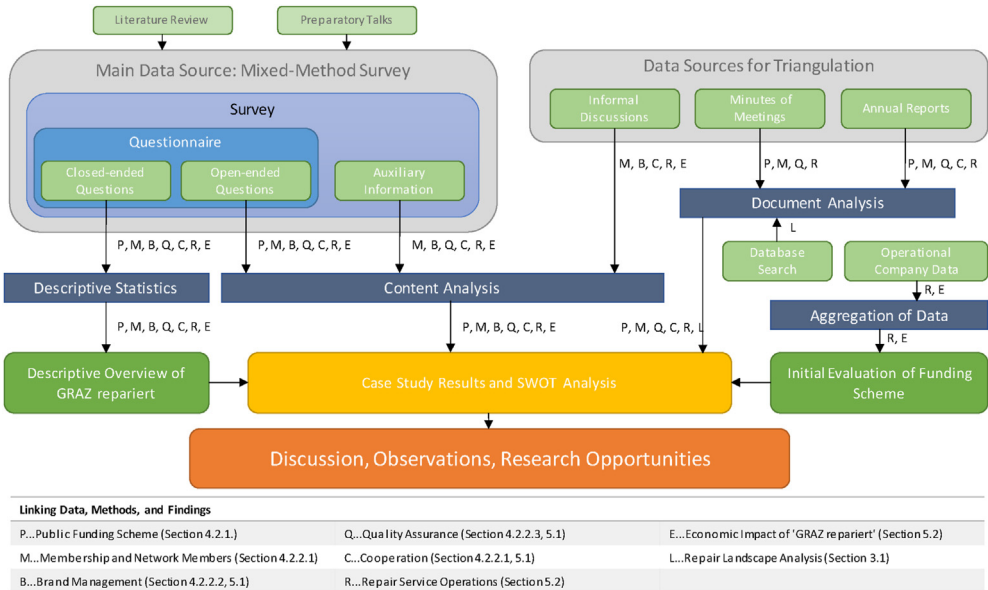 Literature Review
Preparatory Talks
Main Data Source: Mixed-Method Survey
Survey
Questionnaire
Closed-ended
Questions
Open-ended
Questions
Auxiliary
Information
Data Sources for Triangulation
Informal
Discussions
Minutes of
Meetings
Annual Reports
M, B, C, R, E
P, M, Q, R
P, M, Q, C, R
Document Analysis
L
Database
Search
Operational
Company Data
P, M, B, Q, C, R, E
P, M, B, Q, C, R, E
M, B, Q, C, R, E
R, E
Descriptive Statistics
Content Analysis
Aggregation of Data
P, M, B, Q, C, R, E
P, M, B, Q, C, R, E
P, M, Q, C, R, L
R, E
Descriptive Overview of
GRAZ repariert
Case Study Results and SWOT Analysis
Initial Evaluation of Funding
Scheme
Discussion, Observations, Research Opportunities
Linking Data, Methods, and Findings
P...Public Funding Scheme (Section 4.2.1.)
Q...Quality Assurance (Section 4.2.2.3, 5.1)
E...Economic Impact of 'GRAZ repariert' (Section 5.2)
M...Membership and Network Members (Section 4.2.2.1)
C...Cooperation (Section4.2.2.1, 5.1)
L...Repair Landscape Analysis (Section 3.1)
B...Brand Management (Section 4.2.2.2, 5.1)
R...Repair Service Operations (Section 5.2)